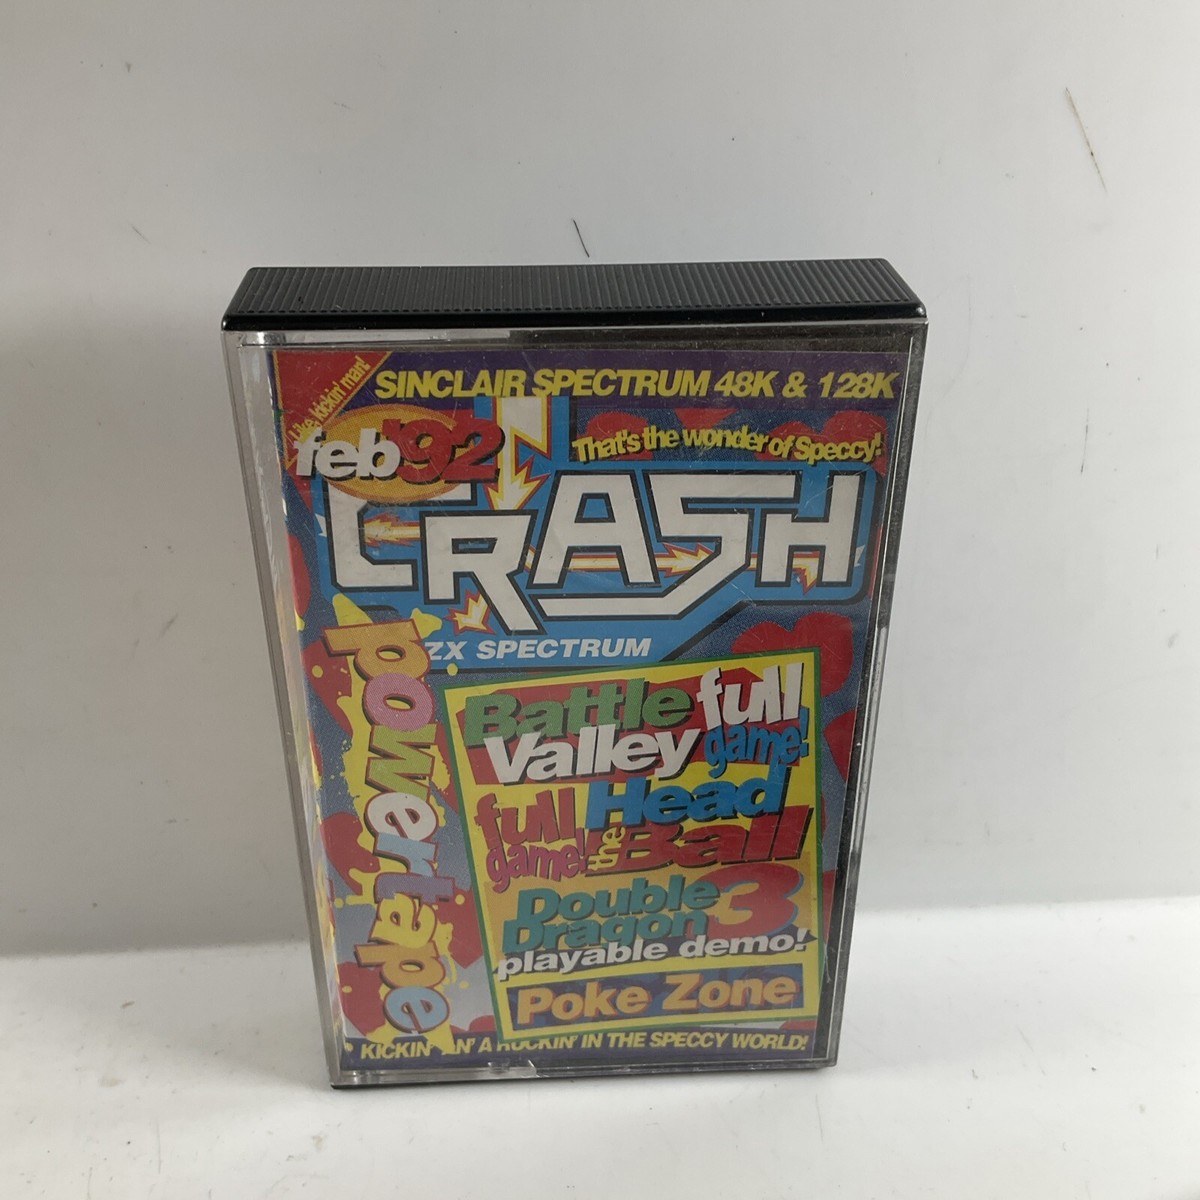 Like, kickin' man!
SINCLAIR SPECTRUM 48K & 128K
feb '92
That's the wonder of Speccy!
CRASH
ZX SPECTRUM
powertape
Battle Valley full game!
full game! Head the Ball
Double Dragon 3
playable demo!
Poke Zone
KICKIN' 'AN' A ROCKIN' IN THE SPECCY WORLD!